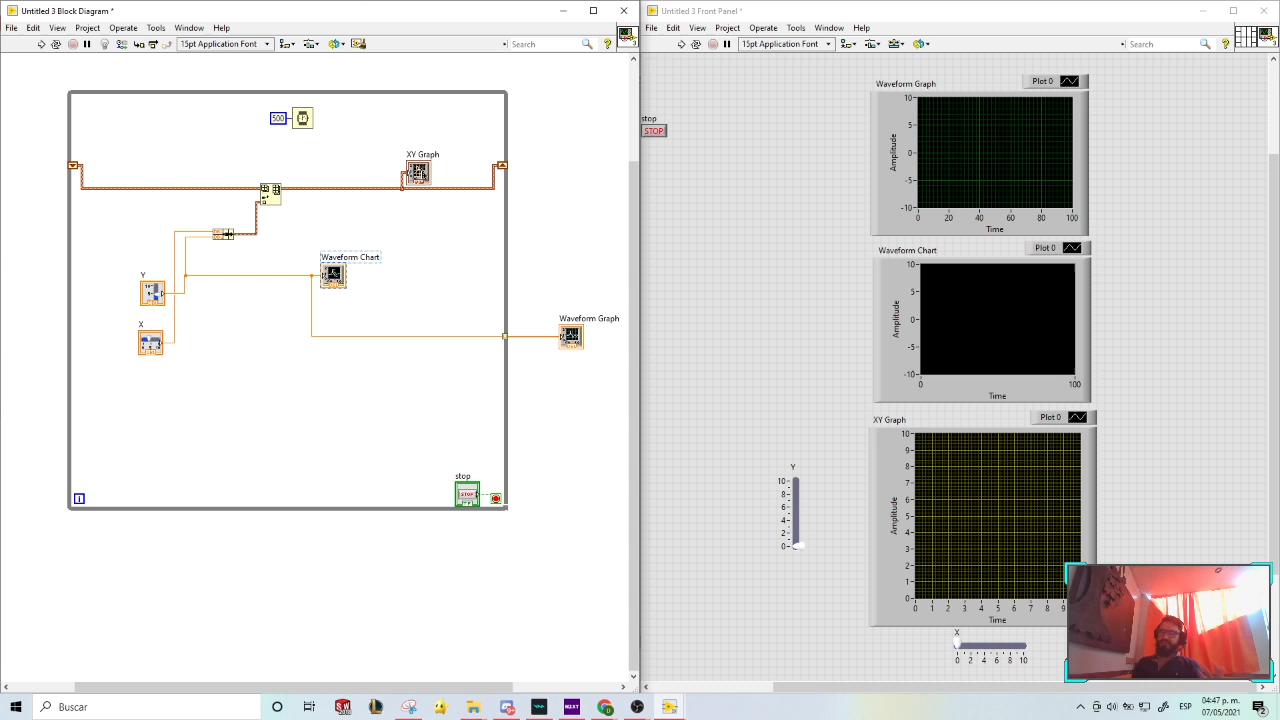 Untitled 3 Block Diagram *
File Edit View Project Operate Tools Window Help
15pt Application Font
Search
500
XY Graph
Waveform Chart
Y
X
Waveform Graph
stop
STOP
i
Untitled 3 Front Panel *
File Edit View Project Operate Tools Window Help
15pt Application Font
Search
stop
STOP
Waveform Graph
Plot 0
Amplitude
10
5
0
-5
-10
0 20 40 60 80 100
Time
Waveform Chart
Plot 0
Amplitude
10
5
0
-5
-10
0 100
Time
XY Graph
Plot 0
Amplitude
10
9
8
7
6
5
4
3
2
1
0
0 1 2 3 4 5 6 7 8 9
Time
Y
10
8
6
4
2
0
X
0 2 4 6 8 10
Buscar
ESP
04:47 p. m.
07/05/2021
2